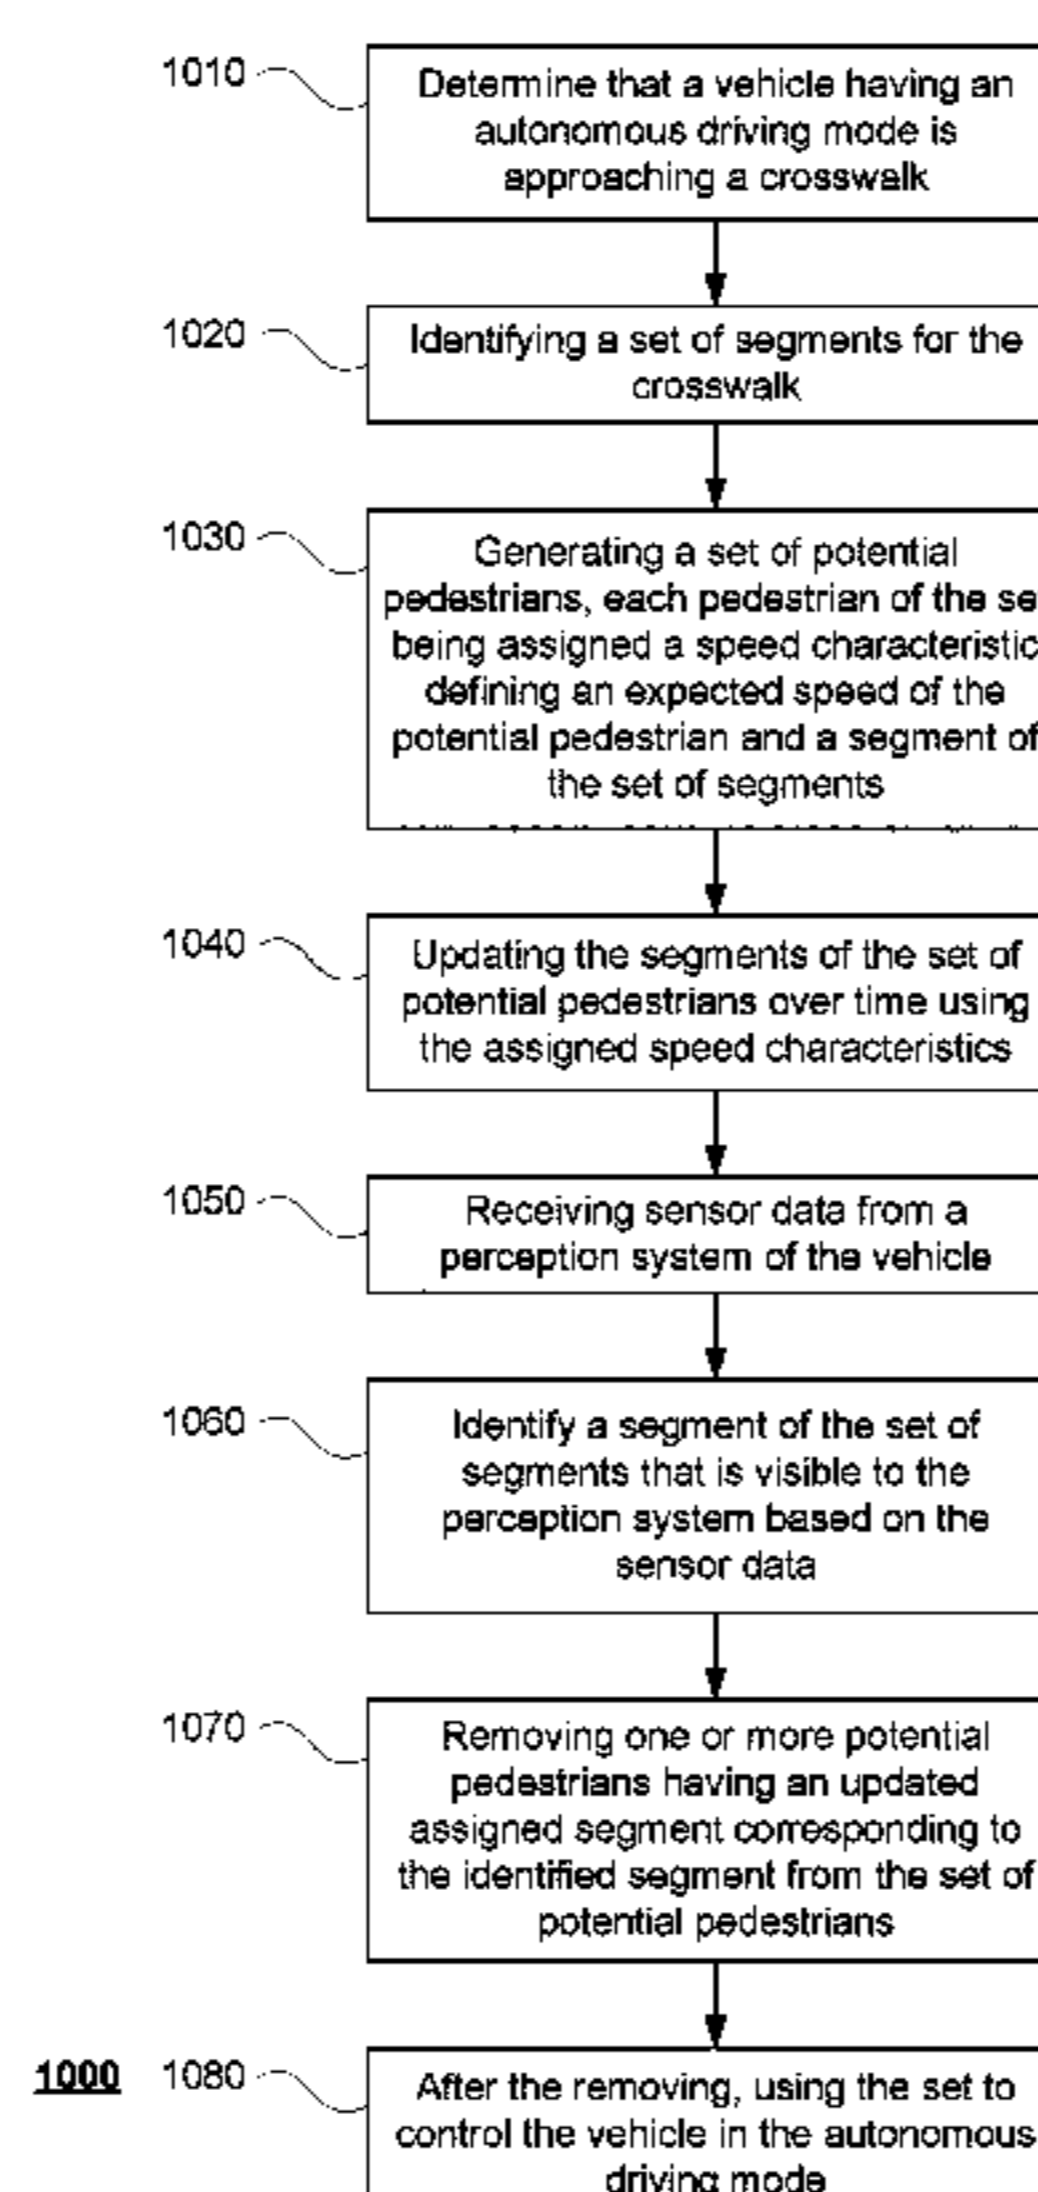 1010
Determine that a vehicle having an
autonomous driving mode is
approaching a crosswalk
1020
Identifying a set of segments for the
crosswalk
1030
Generating a set of potential
pedestrians, each pedestrian of the se
being assigned a speed characteristic
defining an expected speed of the
potential pedestrian and a segment of
the set of segments
1040
Updating the segments of the set of
potential pedestrians over time using
the assigned speed characteristics
1050
Receiving sensor data from a
perception system of the vehicle
1060
Identify a segment of the set of
segments that is visible to the
perception system based on the
sensor data
1070
Removing one or more potential
pedestrians having an updated
assigned segment corresponding to
the identified segment from the set of
potential pedestrians
1000
1080
After the removing, using the set to
control the vehicle in the autonomous
driving mode